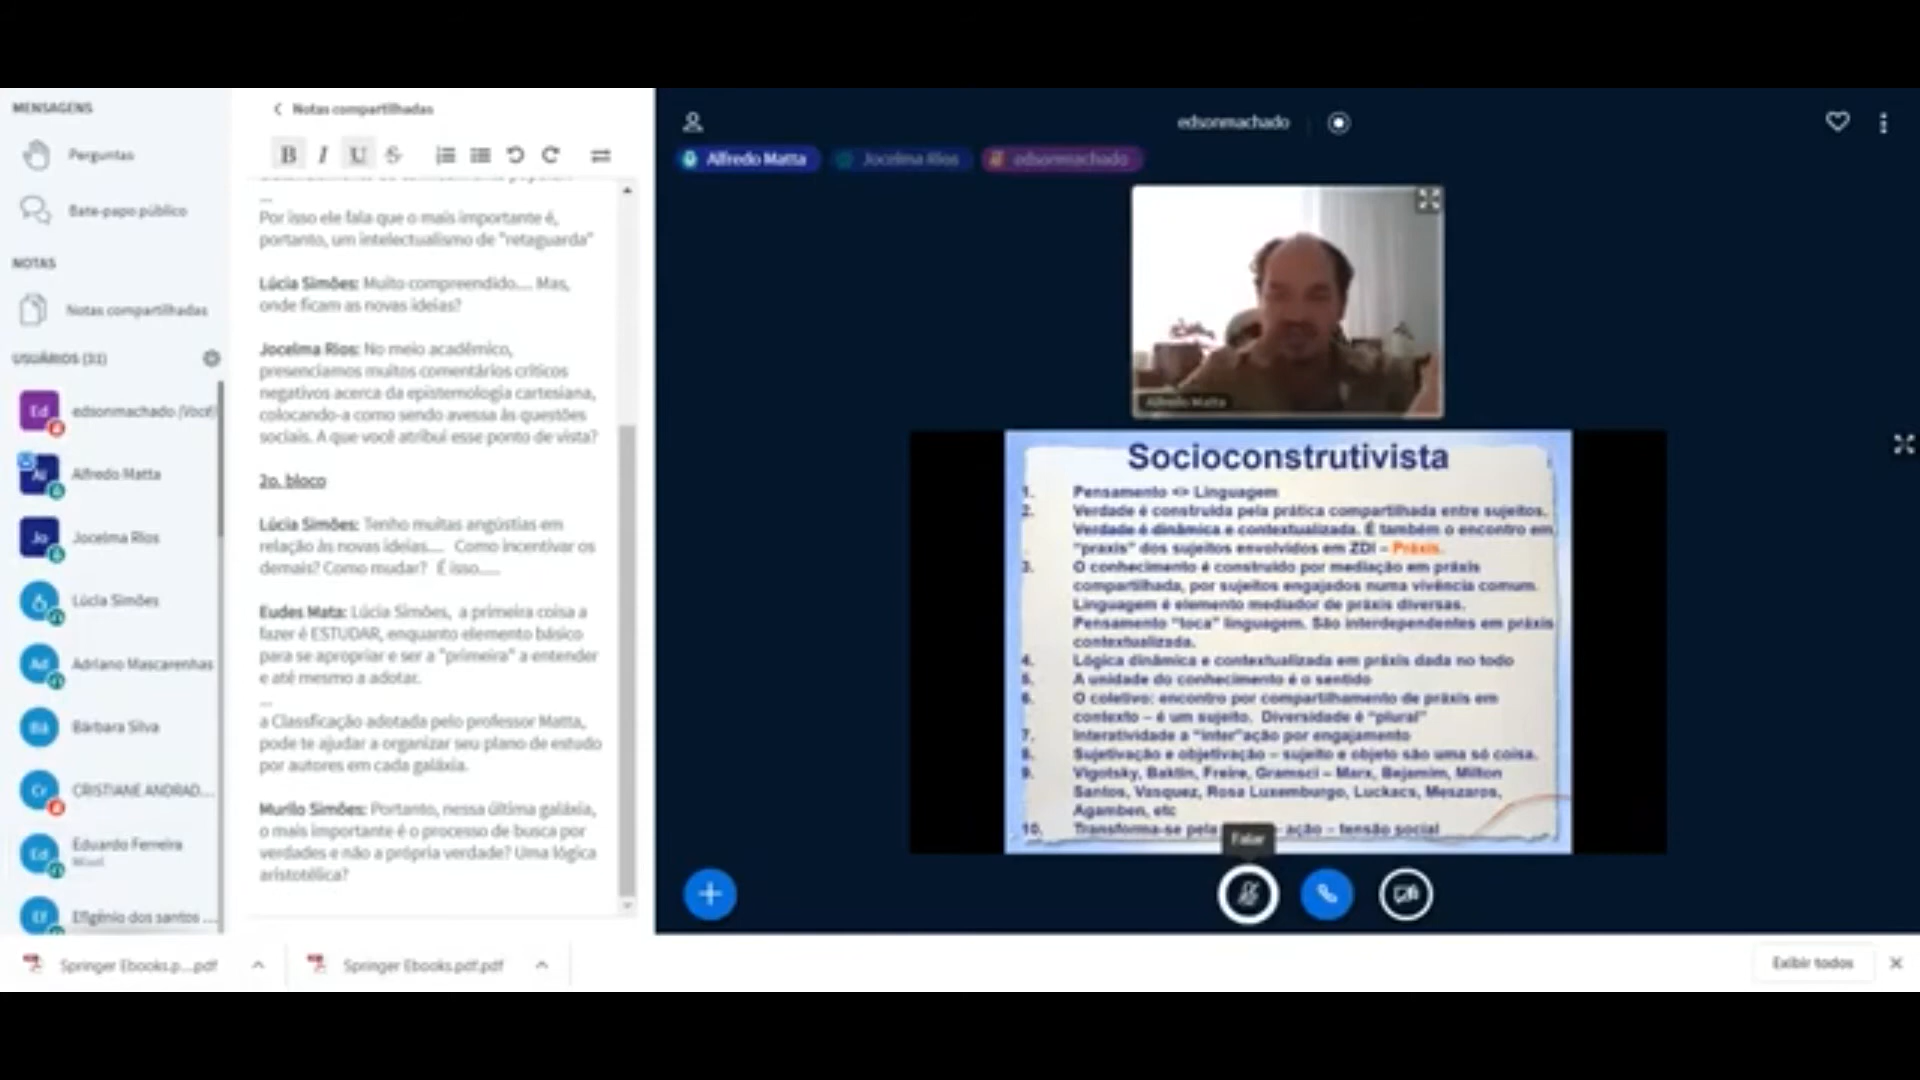 MENSAGENS
Perguntas
Bate-papo público
NOTAS
Notas compartilhadas
USUÁRIOS (31)
Ed
edsonmachado (Você)
Al
Alfredo Matta
Jo
Jocelma Rios
Lúcia Simões
Ad
Adriano Mascarenhas
Bá
Bárbara Silva
Cr
CRISTIANE ANDRAD...
Ed
Eduardo Ferreira
Ef
Efigênio dos santos ...
Notas compartilhadas
B I U S
...
Por isso ele fala que o mais importante é,
portanto, um intelectualismo de "retaguarda"
Lúcia Simões: Muito compreendido.... Mas,
onde ficam as novas ideias?
Jocelma Rios: No meio acadêmico,
presenciamos muitos comentários críticos
negativos acerca da epistemologia cartesiana,
colocando-a como sendo avessa às questões
sociais. A que você atribui esse ponto de vista?
2o. bloco
Lúcia Simões: Tenho muitas angústias em
relação às novas ideias.... Como incentivar os
demais? Como mudar? É isso.....
Eudes Mata: Lúcia Simões, a primeira coisa a
fazer é ESTUDAR, enquanto elemento básico
para se apropriar e ser a "primeira" a entender
e até mesmo a adotar.
...
a Classficação adotada pelo professor Matta,
pode te ajudar a organizar seu plano de estudo
por autores em cada galáxia.
Murilo Simões: Portanto, nessa última galáxia,
o mais importante é o processo de busca por
verdades e não a própria verdade? Uma lógica
aristotélica?
edsonmachado
Alfredo Matta
Jocelma Rios
edsonmachado
Alfredo Matta
Socioconstrutivista
1. Pensamento <> Linguagem
2. Verdade é construída pela prática compartilhada entre sujeitos.
Verdade é dinâmica e contextualizada. É também o encontro em
"praxis" dos sujeitos envolvidos em ZDI – Práxis.
3. O conhecimento é construído por mediação em práxis
compartilhada, por sujeitos engajados numa vivência comum.
Linguagem é elemento mediador de práxis diversas.
Pensamento "toca" linguagem. São interdependentes em práxis
contextualizada.
4. Lógica dinâmica e contextualizada em práxis dada no todo
5. A unidade do conhecimento é o sentido
6. O coletivo: encontro por compartilhamento de práxis em
contexto – é um sujeito. Diversidade é "plural"
7. Interatividade a "inter"ação por engajamento
8. Sujetivação e objetivação – sujeito e objeto são uma só coisa.
9. Vigotsky, Baktin, Freire, Gramsci – Marx, Bejamim, Milton
Santos, Vasquez, Rosa Luxemburgo, Luckacs, Meszaros,
Agamben, etc
10. Transforma-se pela ação – tensão social
Falar
Springer Ebooks.p....pdf
Springer Ebooks.pdf.pdf
Exibir todos